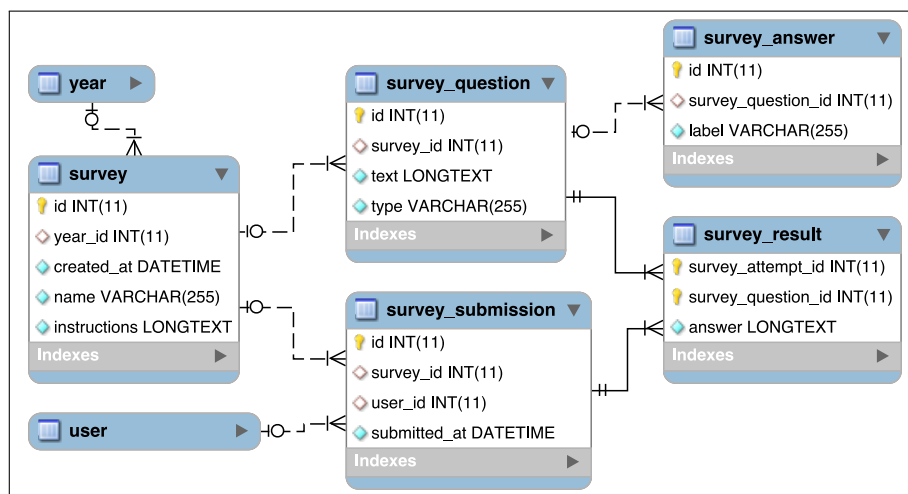 year
survey
id INT(11)
year_id INT(11)
created_at DATETIME
name VARCHAR(255)
instructions LONGTEXT
Indexes
user
survey_question
id INT(11)
survey_id INT(11)
text LONGTEXT
type VARCHAR(255)
Indexes
survey_submission
id INT(11)
survey_id INT(11)
user_id INT(11)
submitted_at DATETIME
Indexes
survey_answer
id INT(11)
survey_question_id INT(11)
label VARCHAR(255)
Indexes
survey_result
survey_attempt_id INT(11)
survey_question_id INT(11)
answer LONGTEXT
Indexes